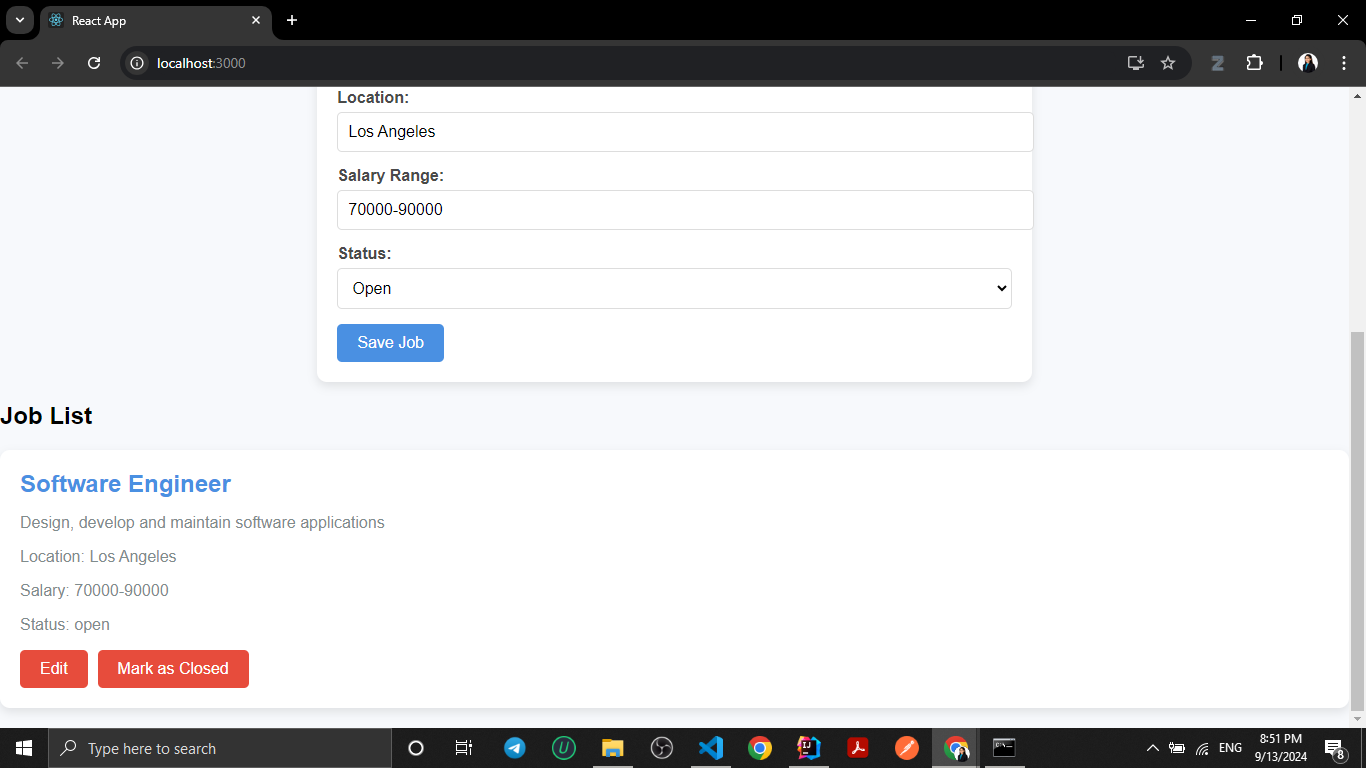 React App
localhost:3000
Location:
Los Angeles
Salary Range:
70000-90000
Status:
Open
Save Job
Job List
Software Engineer
Design, develop and maintain software applications
Location: Los Angeles
Salary: 70000-90000
Status: open
Edit Mark as Closed
Type here to search
ENG
8:51 PM
9/13/2024
8